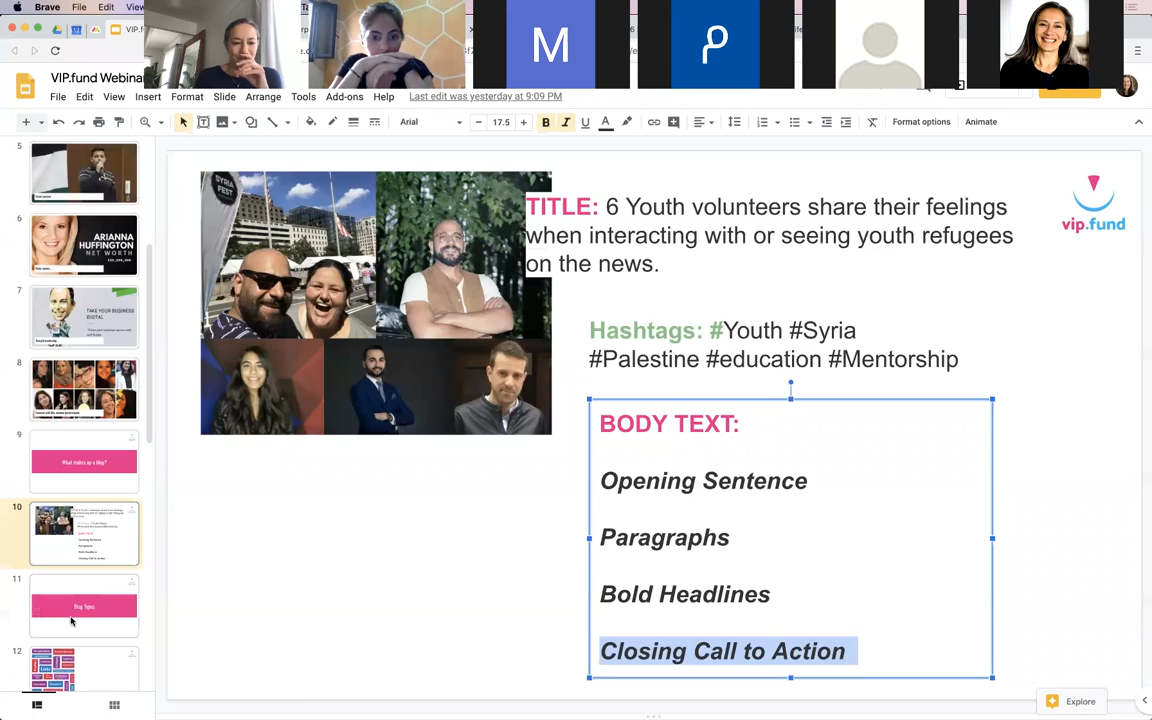 Brave File Edit View
VIP.f
VIP.fund Webinar
M
File Edit View Insert Format Slide Arrange Tools Add-ons Help Last edit was yesterday at 9:09 PM
Arial 17.5 B I U A Format options Animate
5
6
ARIANNA
HUFFINGTON
NET WORTH
7
TAKE YOUR BUSINESS
DIGITAL
8
9
What makes up a blog?
10
11
Blog Types
12
SYRIA
FEST
TITLE: 6 Youth volunteers share their feelings
when interacting with or seeing youth refugees
on the news.
vip.fund
Hashtags: #Youth #Syria
#Palestine #education #Mentorship
BODY TEXT:
Opening Sentence
Paragraphs
Bold Headlines
Closing Call to Action
Explore